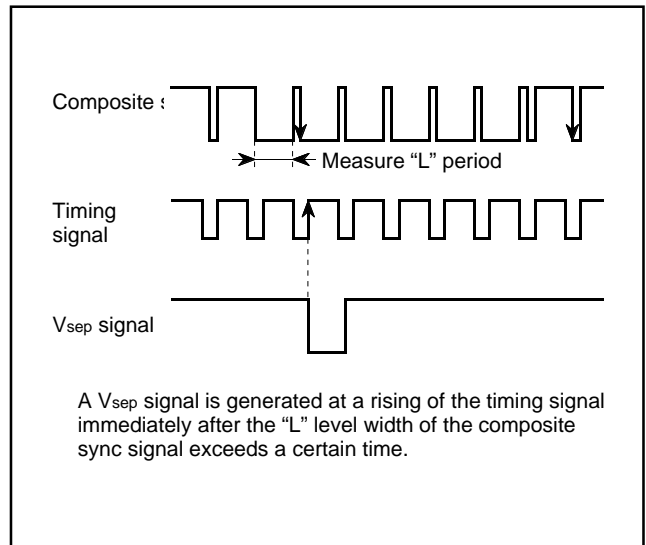 Composite
Measure “L” period
Timing
signal
Vsep signal
A Vsep signal is generated at a rising of the timing signal
immediately after the “L” level width of the composite
sync signal exceeds a certain time.